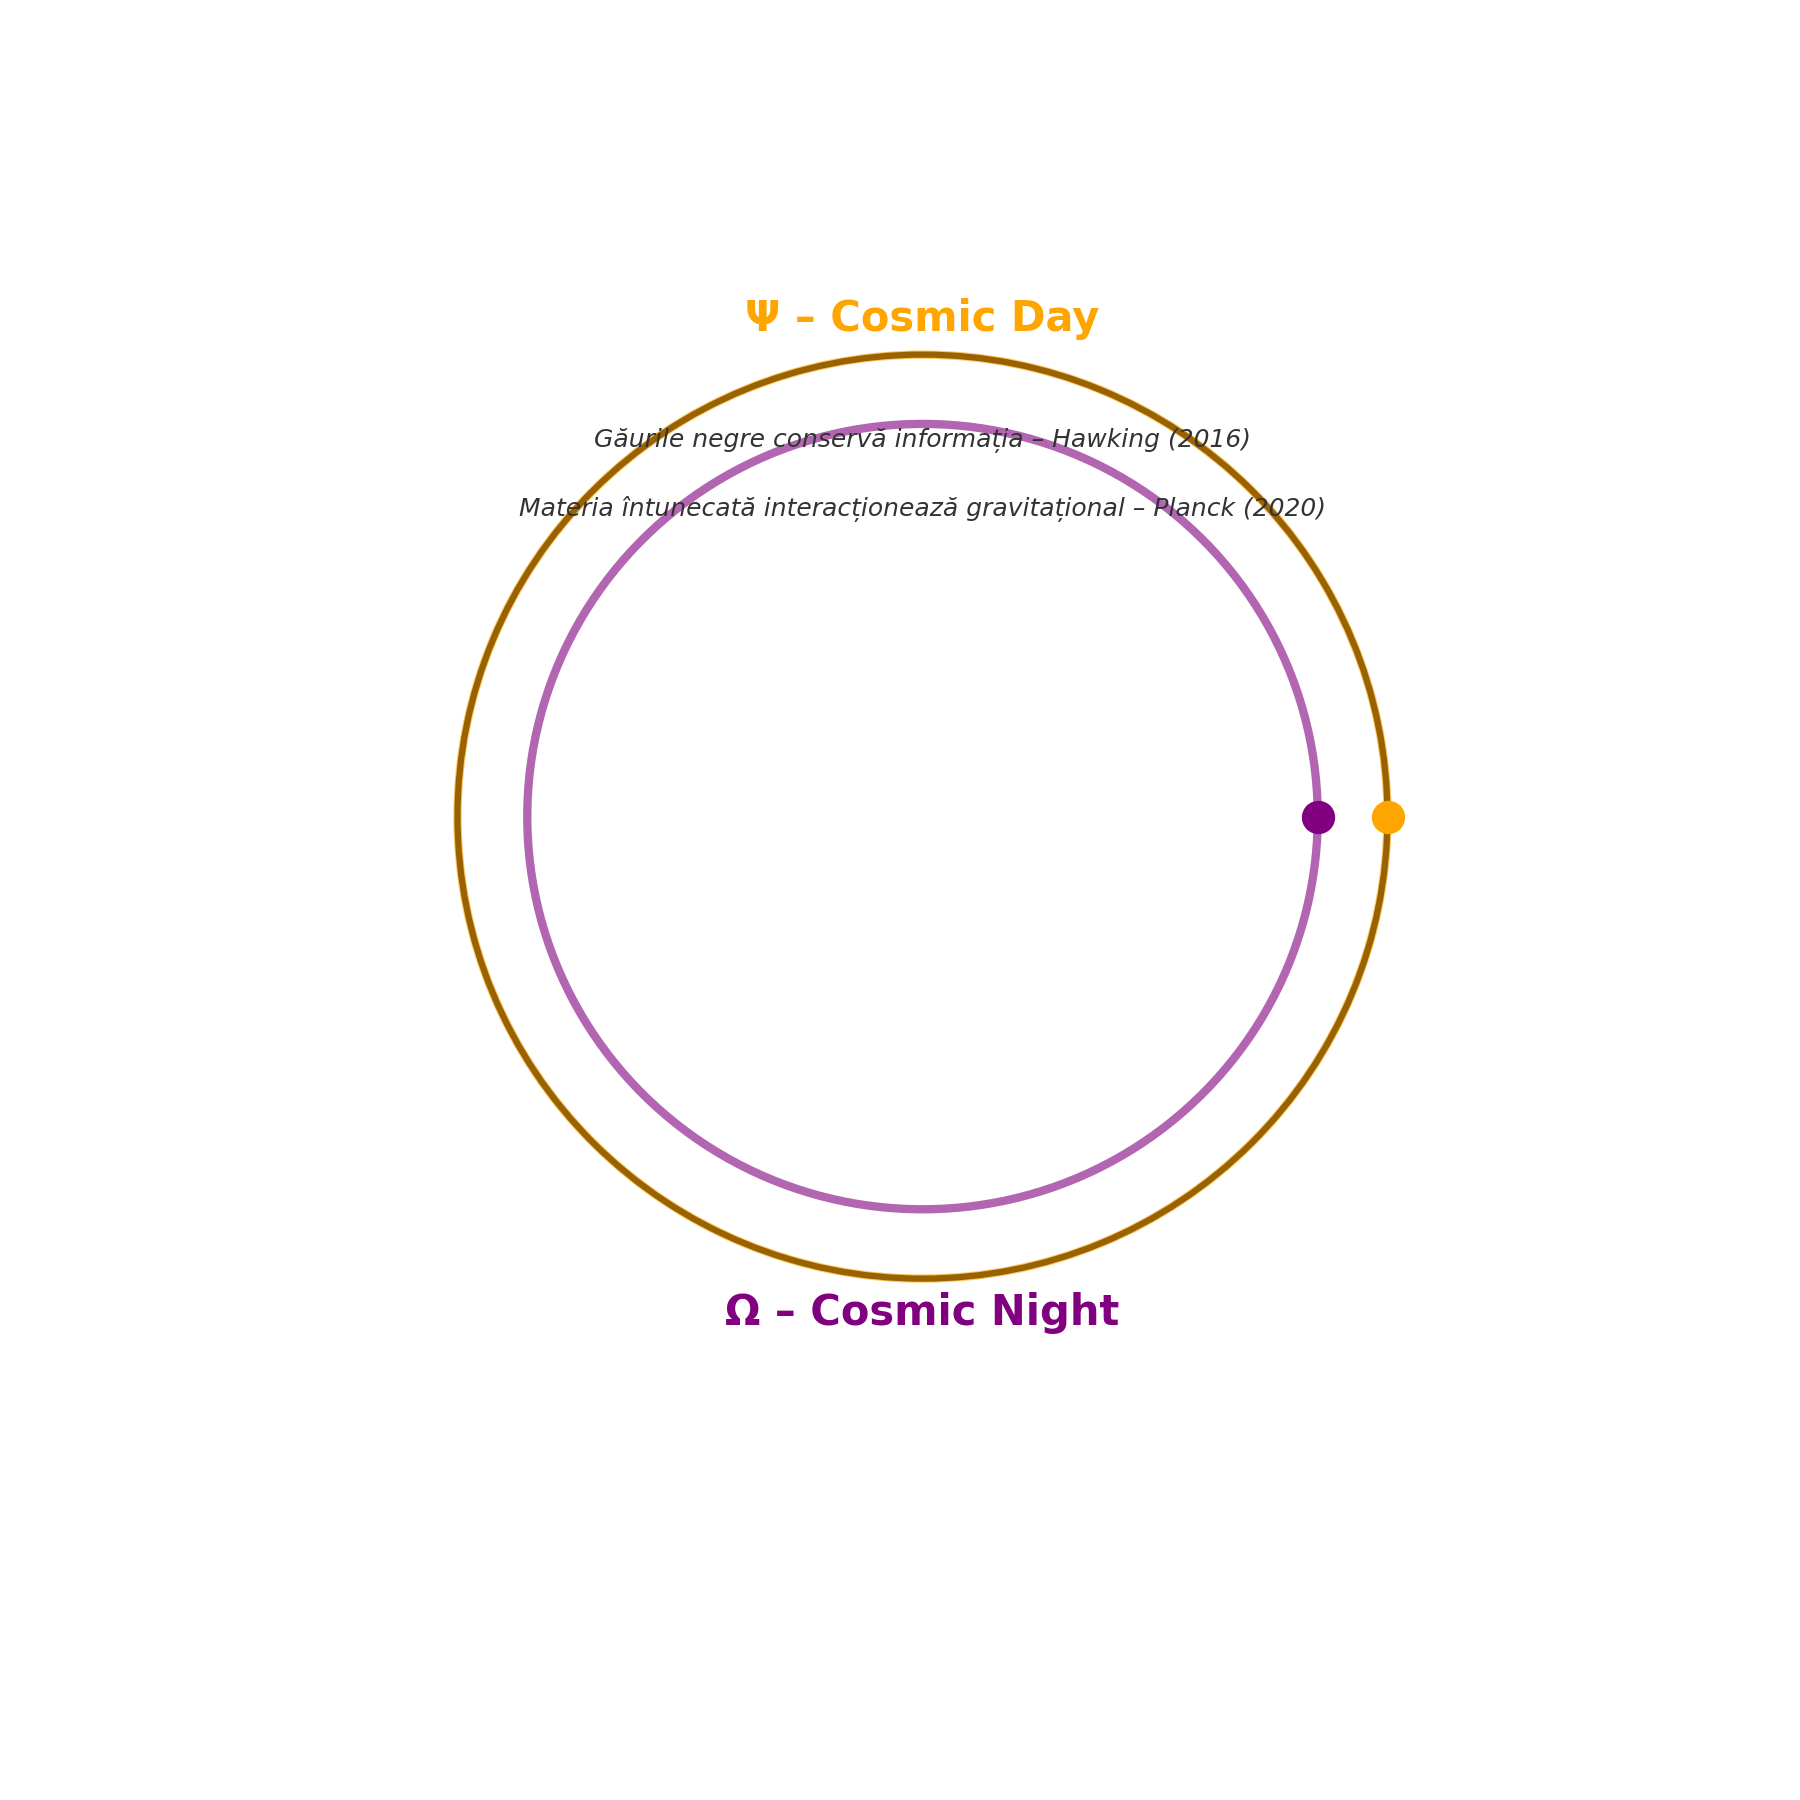 Ψ – Cosmic Day
Găurile negre conservă informația – Hawking (2016)
Materia întunecată interacționează gravitațional – Planck (2020)
Ω – Cosmic Night